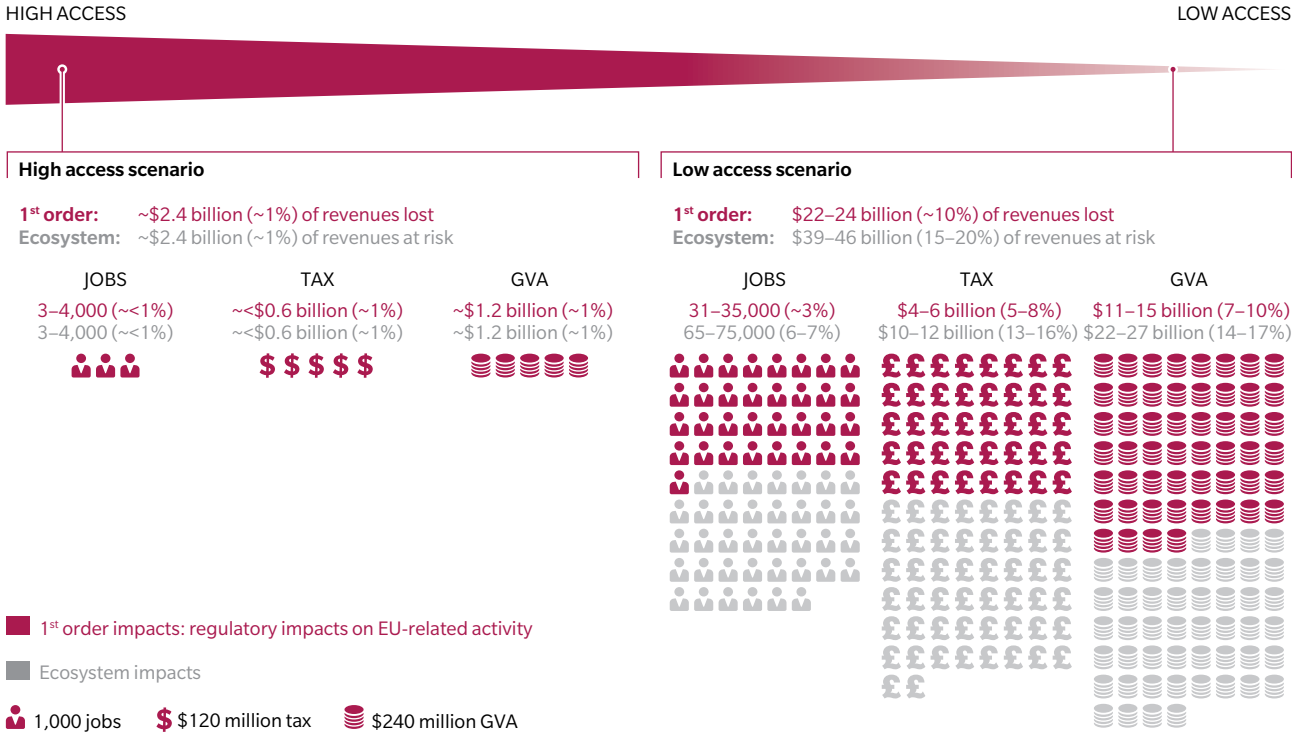 HIGH ACCESS
LOW ACCESS
High access scenario
1st order: ~$2.4 billion (~1%) of revenues lost
Ecosystem: ~$2.4 billion (~1%) of revenues at risk
JOBS TAX GVA
3–4,000 (~<1%) ~<$0.6 billion (~1%) ~$1.2 billion (~1%)
3–4,000 (~<1%) ~<$0.6 billion (~1%) ~$1.2 billion (~1%)
Low access scenario
1st order: $22–24 billion (~10%) of revenues lost
Ecosystem: $39–46 billion (15–20%) of revenues at risk
JOBS TAX GVA
31–35,000 (~3%) $4–6 billion (5–8%) $11–15 billion (7–10%)
65–75,000 (6–7%) $10–12 billion (13–16%) $22–27 billion (14–17%)
1st order impacts: regulatory impacts on EU-related activity
Ecosystem impacts
1,000 jobs $ $120 million tax $240 million GVA